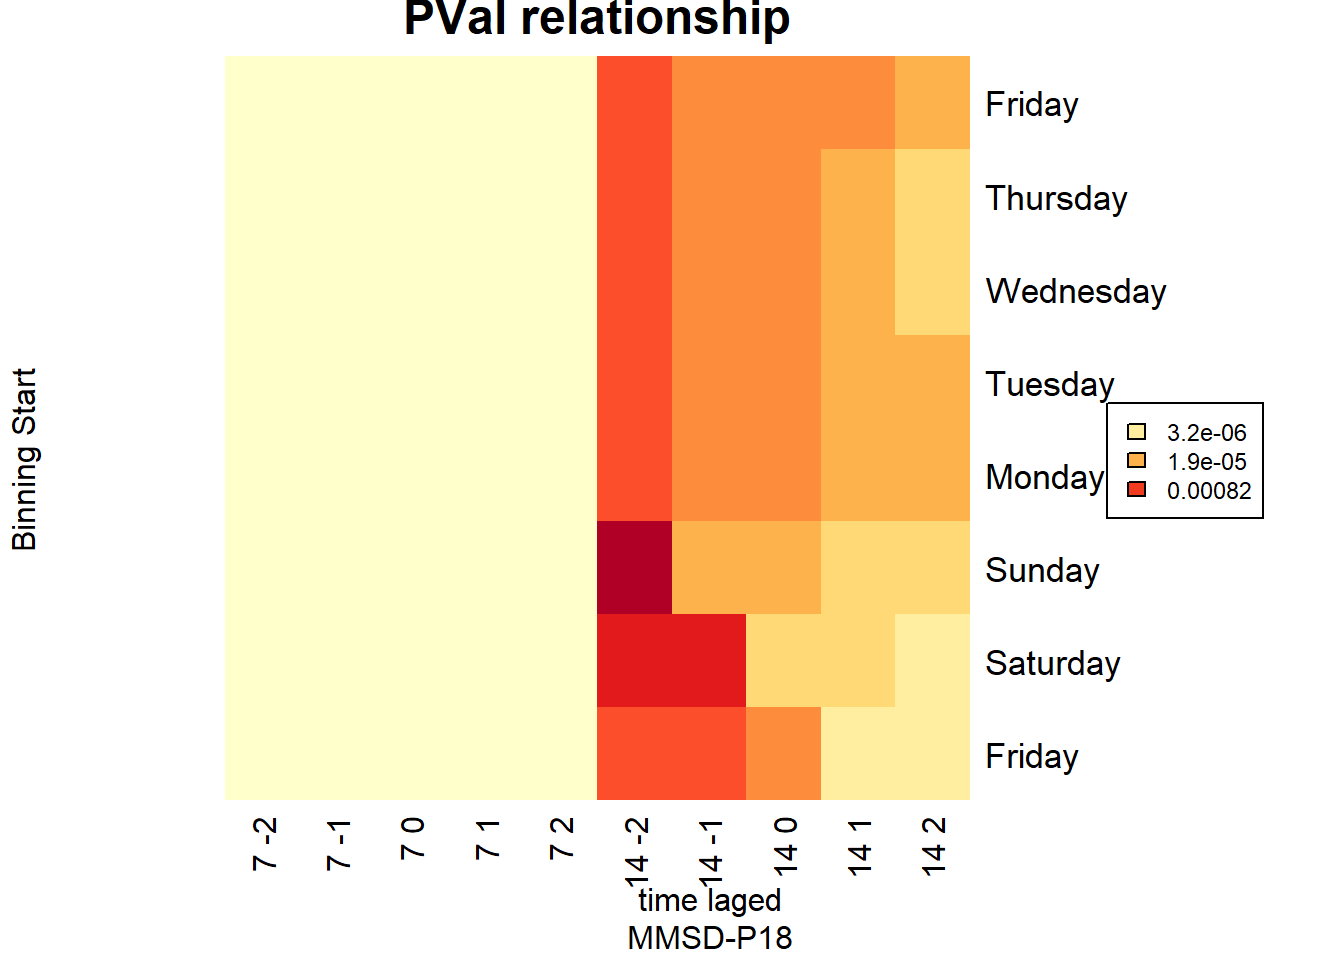 PVal relationship
Friday
Thursday
Wednesday
Tuesday
Monday
Sunday
Saturday
Friday
3.2e-06
1.9e-05
0.00082
Binning Start
7 -2
7 -1
7 0
7 1
7 2
14 -2
14 -1
14 0
14 1
14 2
time laged
MMSD-P18